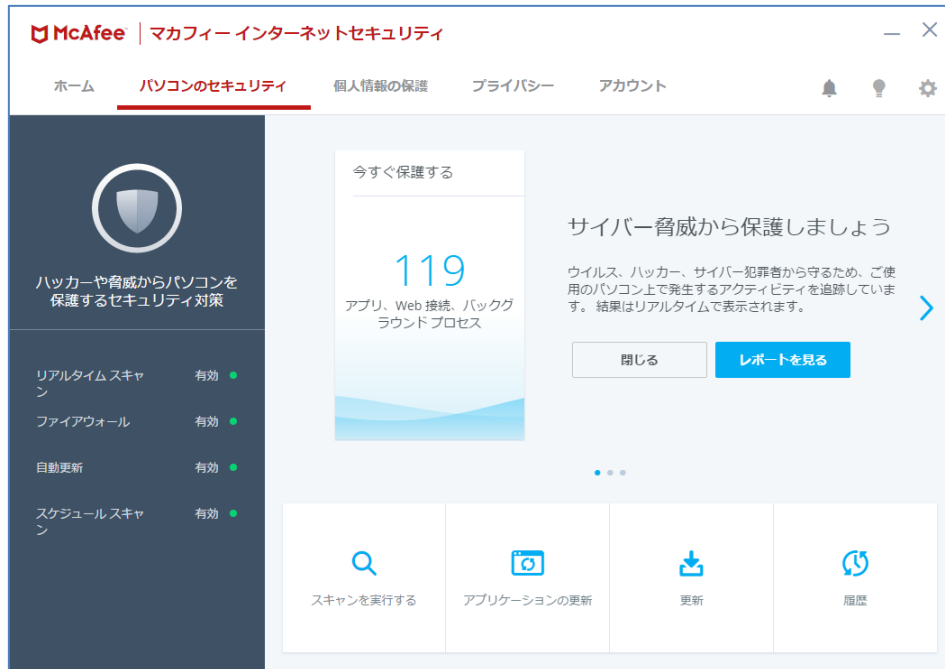 McAfee | マカフィー インターネットセキュリティ
ホーム パソコンのセキュリティ 個人情報の保護 プライバシー アカウント
ハッカーや脅威からパソコンを
保護するセキュリティ対策
リアルタイム スキャ 有効
ン
ファイアウォール 有効
自動更新 有効
スケジュール スキャ 有効
ン
今すぐ保護する
119
アプリ、Web 接続、バックグ
ラウンド プロセス
サイバー脅威から保護しましょう
ウイルス、ハッカー、サイバー犯罪者から守るため、ご使
用のパソコン上で発生するアクティビティを追跡していま
す。 結果はリアルタイムで表示されます。
閉じる レポートを見る
スキャンを実行する アプリケーションの更新 更新 履歴